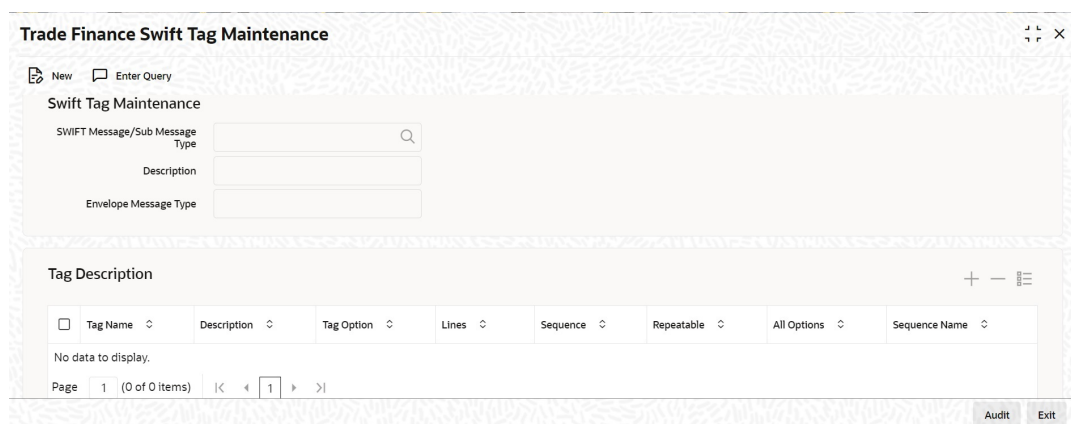 Trade Finance Swift Tag Maintenance
New Enter Query
Swift Tag Maintenance
SWIFT Message/Sub Message
Type
Description
Envelope Message Type
Tag Description
Tag Name Description Tag Option Lines Sequence Repeatable All Options Sequence Name
No data to display.
Page 1 (0 of 0 items) 1
Audit Exit